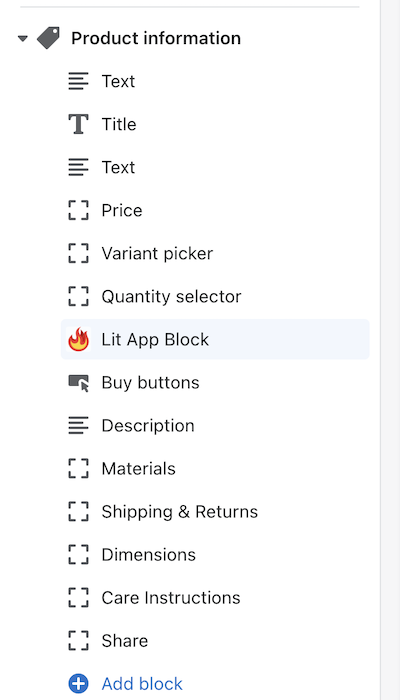 Product information
Text
Title
Text
Price
Variant picker
Quantity selector
Lit App Block
Buy buttons
Description
Materials
Shipping & Returns
Dimensions
Care Instructions
Share
Add block